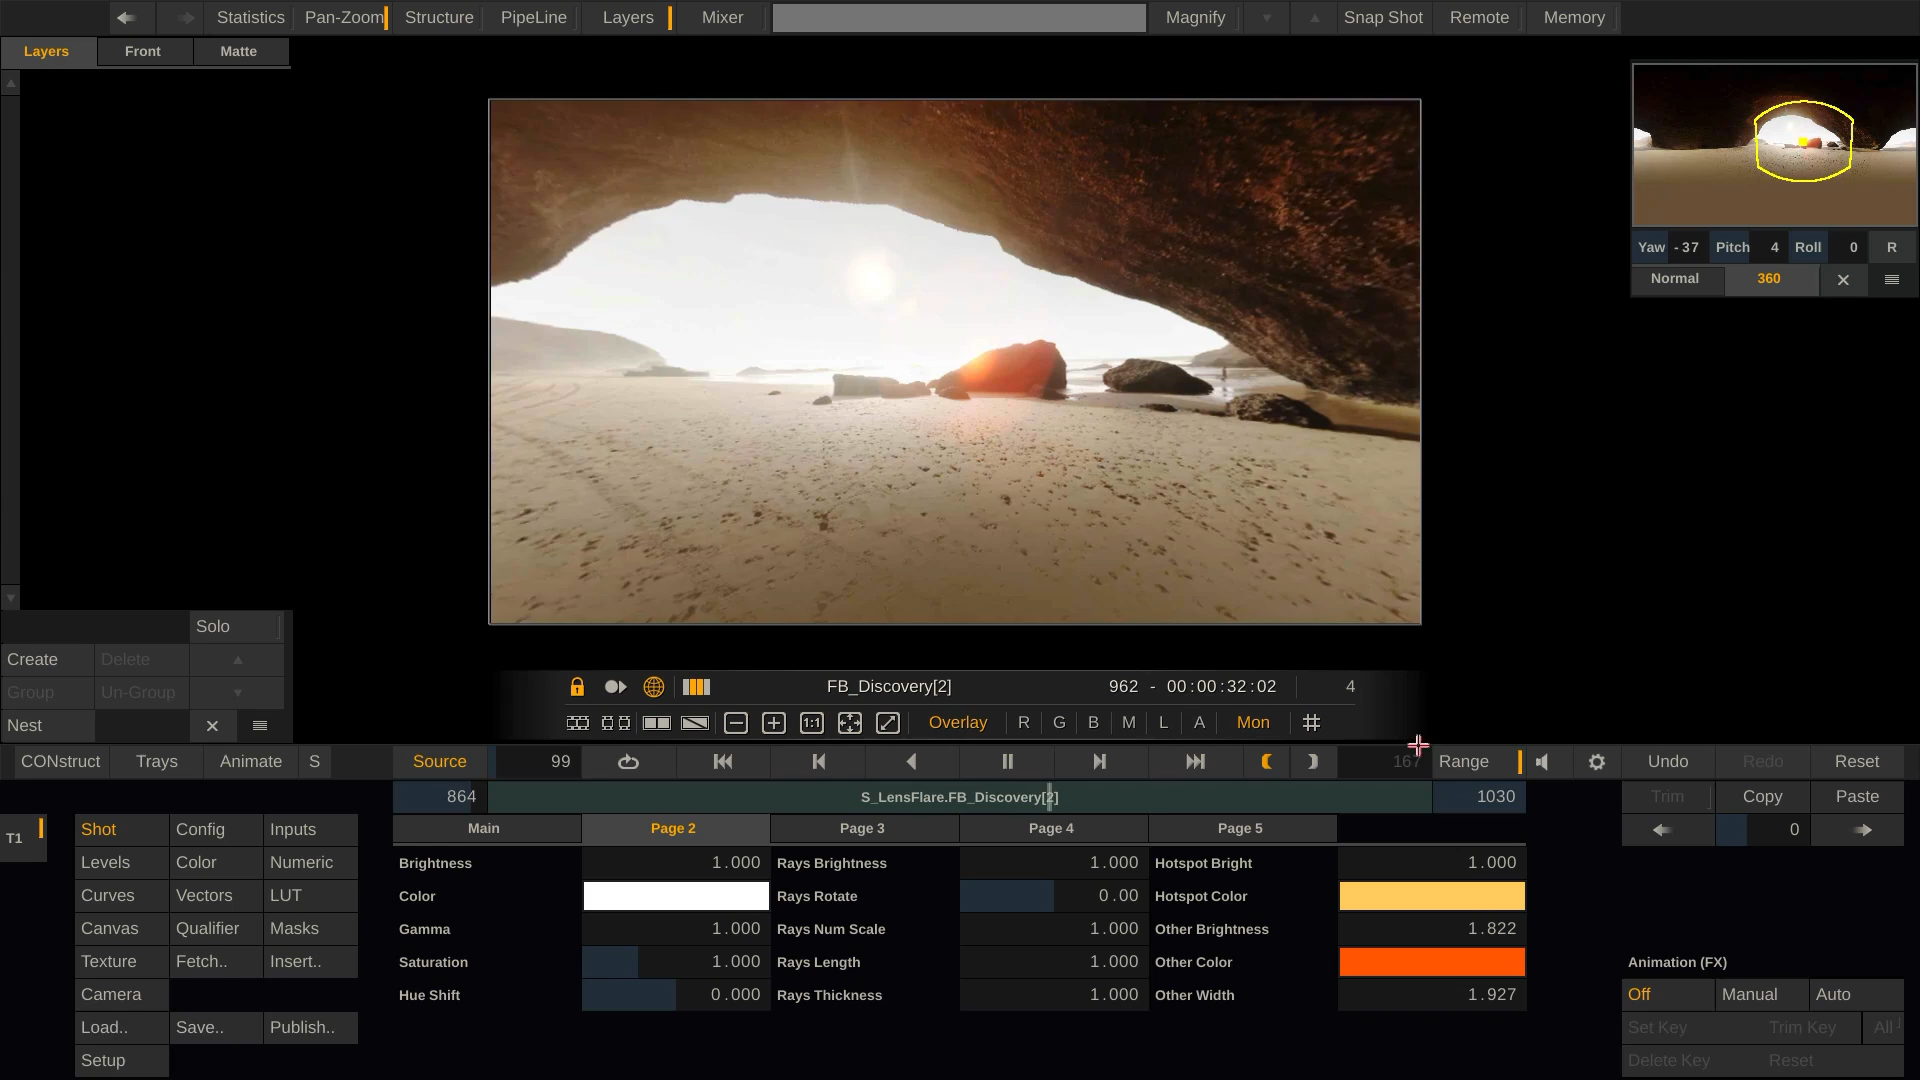 Statistics Pan-Zoom Structure PipeLine Layers Mixer Magnify Snap Shot Remote Memory
Layers Front Matte
Yaw -37 Pitch 4 Roll 0 R
Normal 360
Solo
Create Delete
Group Un-Group
Nest
FB_Discovery[2] 962 - 00:00:32:02 4
1:1 Overlay R G B M L A Mon
CONstruct Trays Animate S Source 99 167 Range Undo Redo Reset
864 S_LensFlare.FB_Discovery[2] 1030 Trim Copy Paste
T1 Shot Config Inputs Main Page 2 Page 3 Page 4 Page 5 0
Levels Color Numeric Brightness 1.000 Rays Brightness 1.000 Hotspot Bright 1.000
Curves Vectors LUT Color Rays Rotate 0.00 Hotspot Color
Canvas Qualifier Masks Gamma 1.000 Rays Num Scale 1.000 Other Brightness 1.822
Texture Fetch.. Insert.. Saturation 1.000 Rays Length 1.000 Other Color Animation (FX)
Camera Hue Shift 0.000 Rays Thickness 1.000 Other Width 1.927 Off Manual Auto
Load.. Save.. Publish.. Set Key Trim Key All
Setup Delete Key Reset